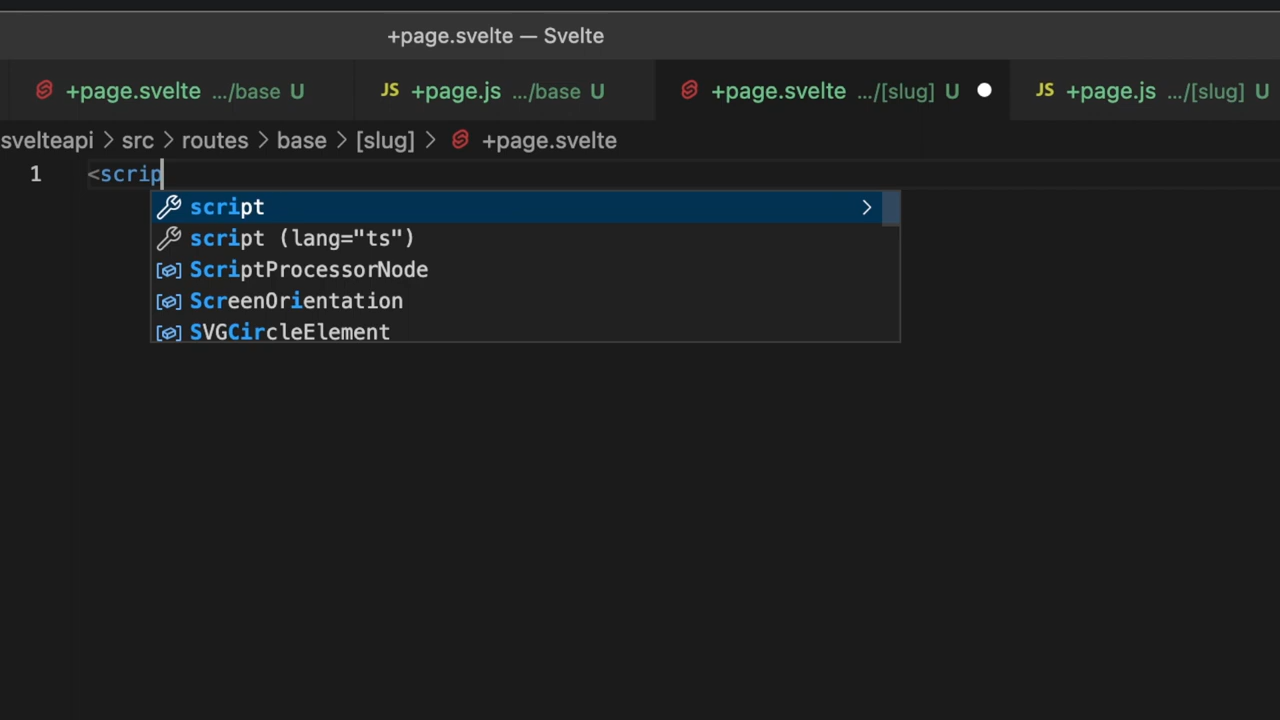 +page.svelte — Svelte
+page.svelte .../base U JS +page.js .../base U +page.svelte .../[slug] U JS +page.js .../[slug] U
svelteapi > src > routes > base > [slug] > +page.svelte
1 <scrip
script >
script (lang="ts")
ScriptProcessorNode
ScreenOrientation
SVGCircleElement